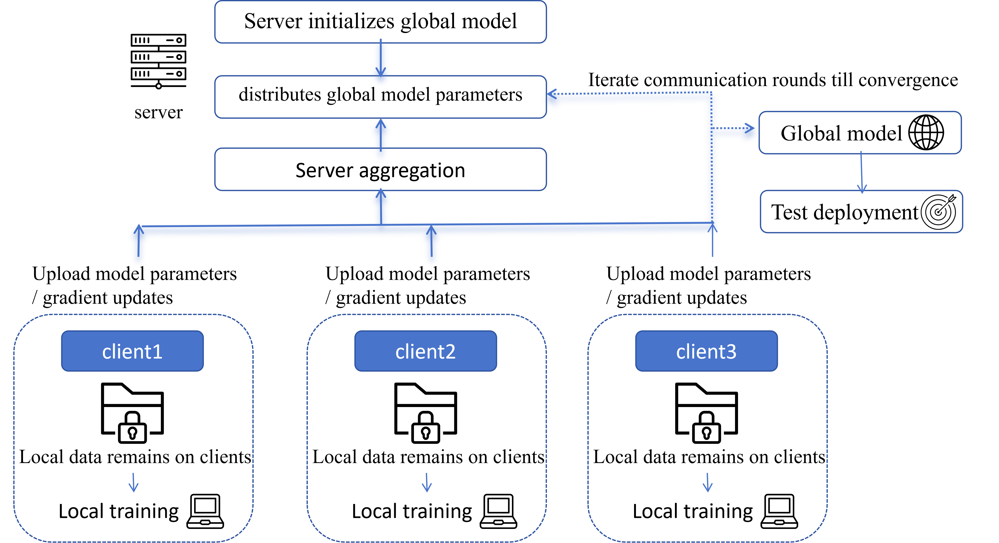 Server initializes global model
server
distributes global model parameters
Iterate communication rounds till convergence
Global model
Server aggregation
Test deployment
Upload model parameters
/ gradient updates
Upload model parameters
/ gradient updates
Upload model parameters
/ gradient updates
client1
Local data remains on clients
Local training
client2
Local data remains on clients
Local training
client3
Local data remains on clients
Local training